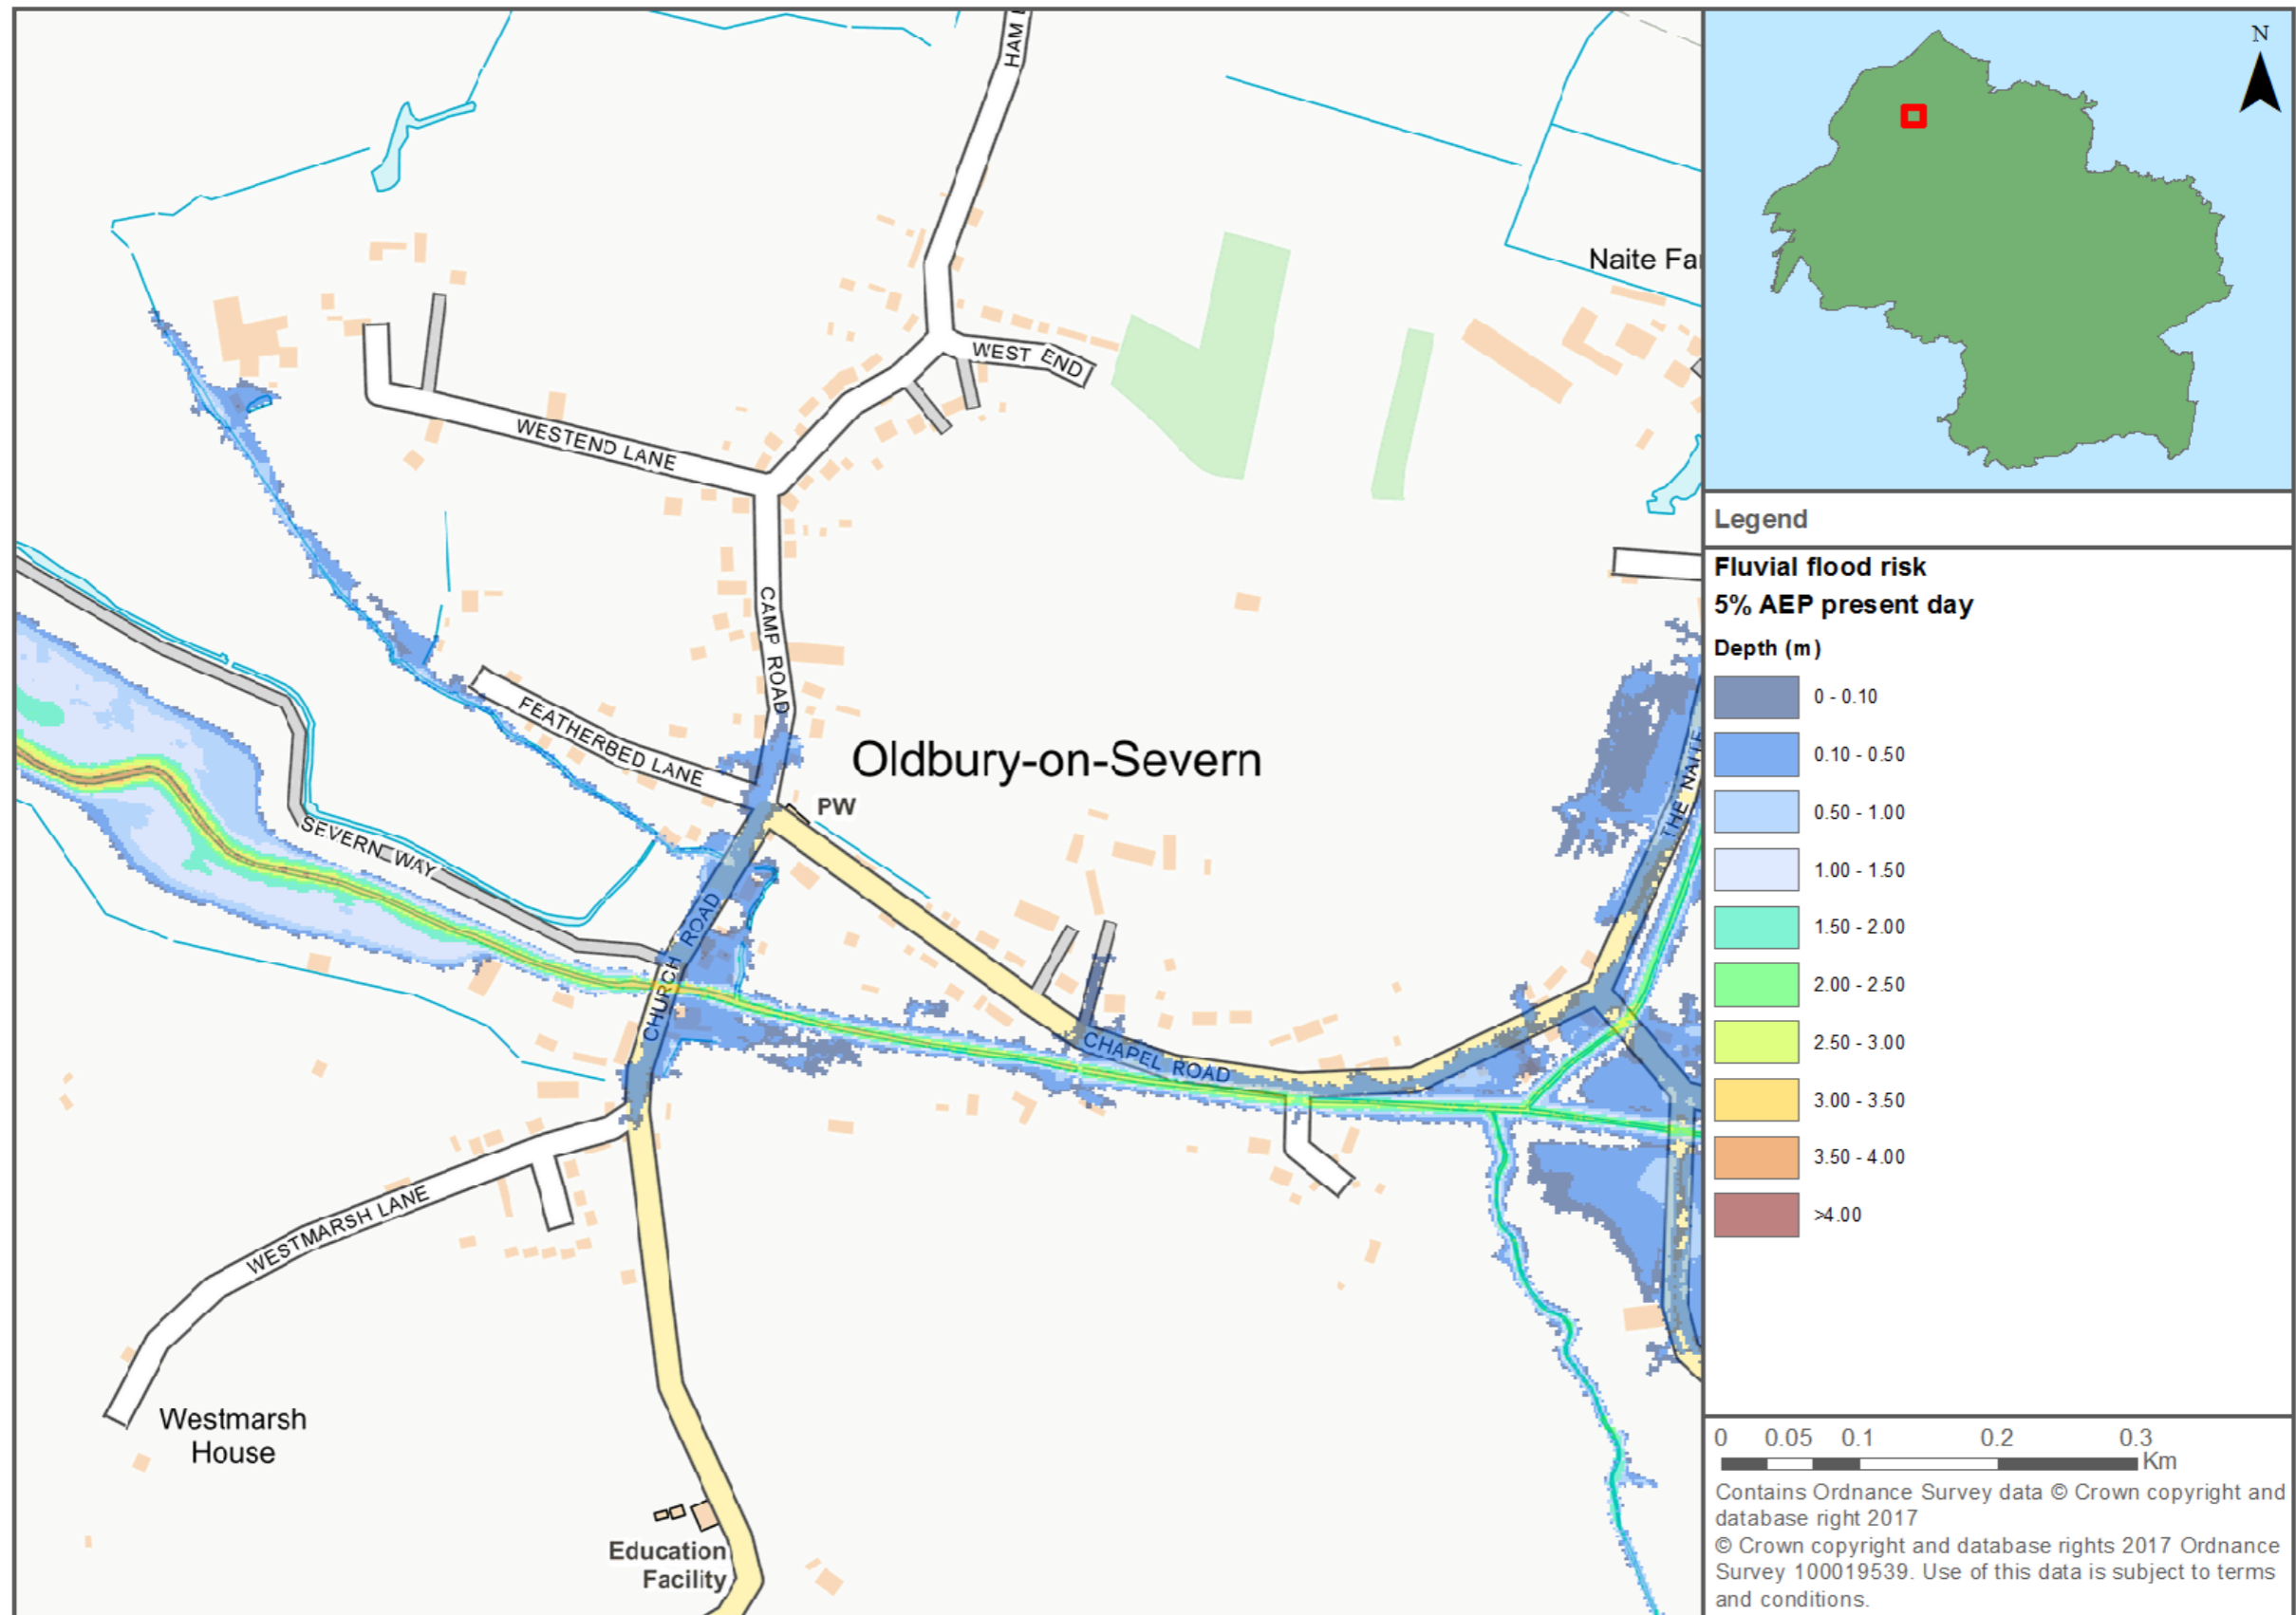 HAM
N
Naite Fa
WEST END
WESTEND LANE
Legend
Fluvial flood risk
5% AEP present day
Depth (m)
0 - 0.10
0.10 - 0.50
0.50 - 1.00
1.00 - 1.50
1.50 - 2.00
2.00 - 2.50
2.50 - 3.00
3.00 - 3.50
3.50 - 4.00
>4.00
CAMP ROAD
FEATHERBED LANE
Oldbury-on-Severn
THE NAITE
PW
SEVERN WAY
CHURCH ROAD
CHAPEL ROAD
WESTMARSH LANE
Westmarsh
House
Education
Facility
0 0.05 0.1 0.2 0.3
Km
Contains Ordnance Survey data © Crown copyright and
database right 2017
© Crown copyright and database rights 2017 Ordnance
Survey 100019539. Use of this data is subject to terms
and conditions.